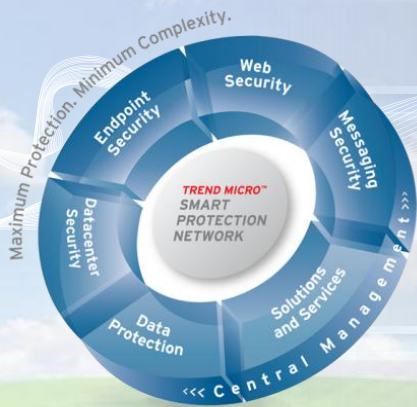 Maximum Protection. Minimum Complexity.
Web
Security
Messaging
Security
Solutions
and Services
Data
Protection
Datacenter
Security
Endpoint
Security
TREND MICRO™
SMART
PROTECTION
NETWORK
<<< Central Management >>>